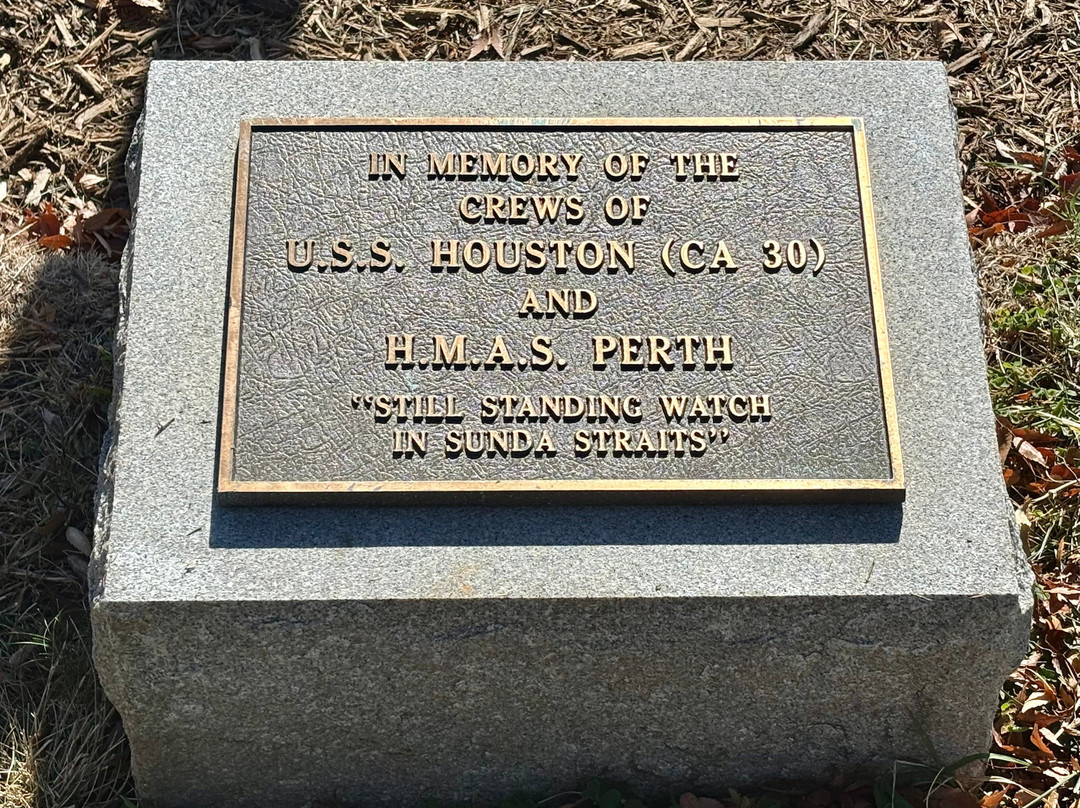 IN MEMORY OF THE
CREWS OF
U.S.S. HOUSTON (CA 30)
AND
H.M.A.S. PERTH
“STILL STANDING WATCH
IN SUNDA STRAITS”